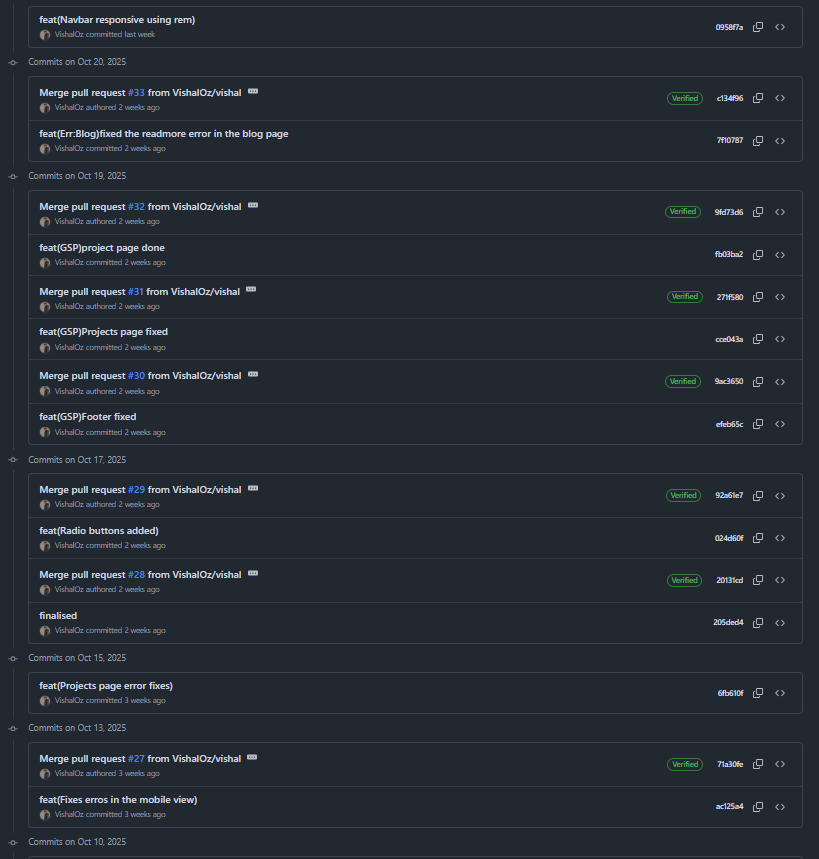 feat(Navbar responsive using rem)
VishalOz committed last week
0958f7a
Commits on Oct 20, 2025
Merge pull request #33 from VishalOz/vishal
VishalOz authored 2 weeks ago
Verified
c134f96
feat(Err:Blog)fixed the readmore error in the blog page
VishalOz committed 2 weeks ago
7f10787
Commits on Oct 19, 2025
Merge pull request #32 from VishalOz/vishal
VishalOz authored 2 weeks ago
Verified
9fd73d6
feat(GSP)project page done
VishalOz committed 2 weeks ago
fb03ba2
Merge pull request #31 from VishalOz/vishal
VishalOz authored 2 weeks ago
Verified
271f580
feat(GSP)Projects page fixed
VishalOz committed 2 weeks ago
cce043a
Merge pull request #30 from VishalOz/vishal
VishalOz authored 2 weeks ago
Verified
9ac3650
feat(GSP)Footer fixed
VishalOz committed 2 weeks ago
efeb65c
Commits on Oct 17, 2025
Merge pull request #29 from VishalOz/vishal
VishalOz authored 2 weeks ago
Verified
92a61e7
feat(Radio buttons added)
VishalOz committed 2 weeks ago
024d60f
Merge pull request #28 from VishalOz/vishal
VishalOz authored 2 weeks ago
Verified
20131cd
finalised
VishalOz committed 2 weeks ago
205ded4
Commits on Oct 15, 2025
feat(Projects page error fixes)
VishalOz committed 3 weeks ago
6fb610f
Commits on Oct 13, 2025
Merge pull request #27 from VishalOz/vishal
VishalOz authored 3 weeks ago
Verified
71a30fe
feat(Fixes erros in the mobile view)
VishalOz committed 3 weeks ago
ac125a4
Commits on Oct 10, 2025